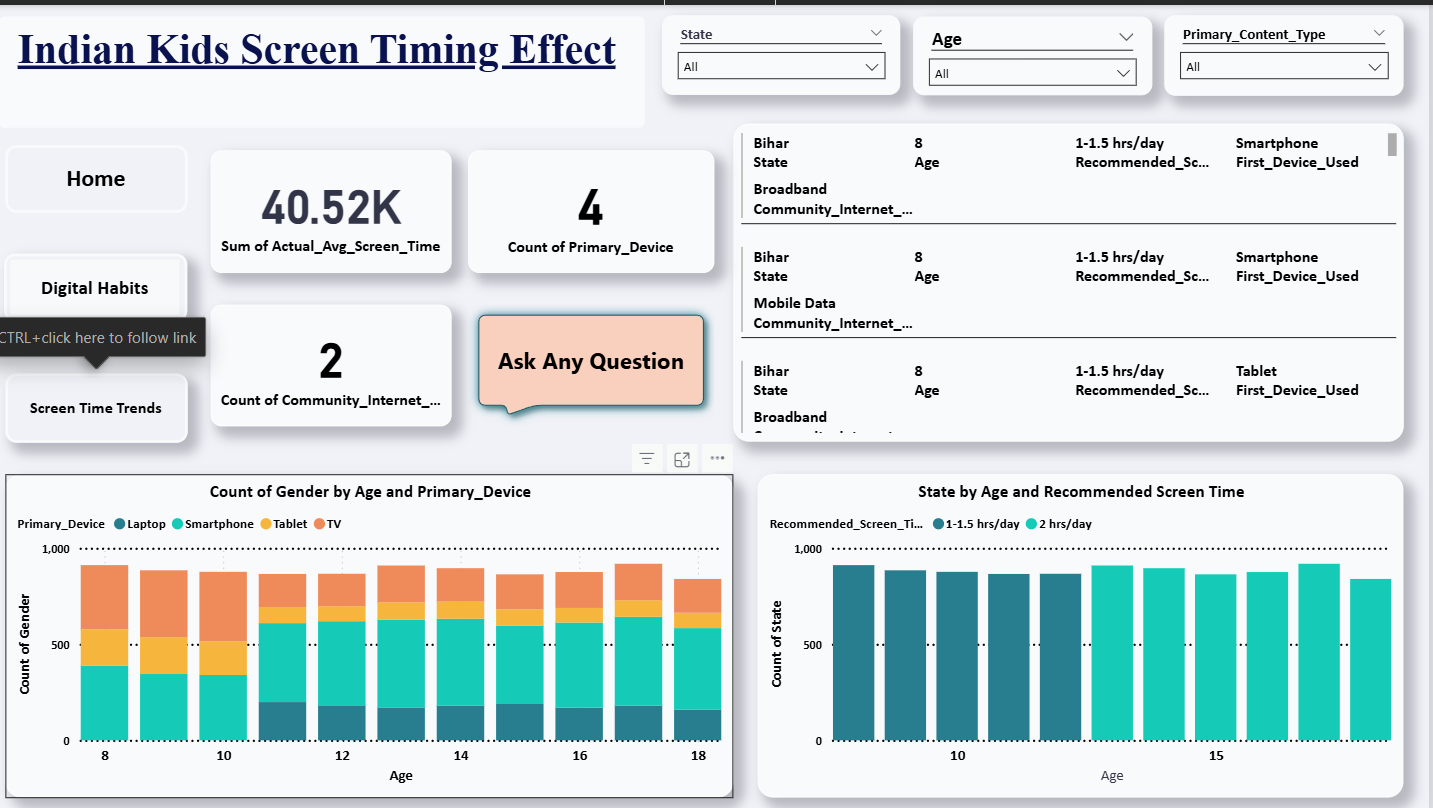 Indian Kids Screen Timing Effect
State
All
Age
All
Primary_Content_Type
All
Home
Digital Habits
CTRL+click here to follow link
Screen Time Trends
40.52K
Sum of Actual_Avg_Screen_Time
4
Count of Primary_Device
2
Count of Community_Internet_...
Ask Any Question
Bihar 8 1-1.5 hrs/day Smartphone
State Age Recommended_Sc... First_Device_Used
Broadband
Community_Internet_...
Bihar 8 1-1.5 hrs/day Smartphone
State Age Recommended_Sc... First_Device_Used
Mobile Data
Community_Internet_...
Bihar 8 1-1.5 hrs/day Tablet
State Age Recommended_Sc... First_Device_Used
Broadband
Count of Gender by Age and Primary_Device
Primary_Device Laptop Smartphone Tablet TV
Count of Gender
1,000
500
0
8 10 12 14 16 18
Age
State by Age and Recommended Screen Time
Recommended_Screen_Ti... 1-1.5 hrs/day 2 hrs/day
Count of State
1,000
500
0
10 15
Age